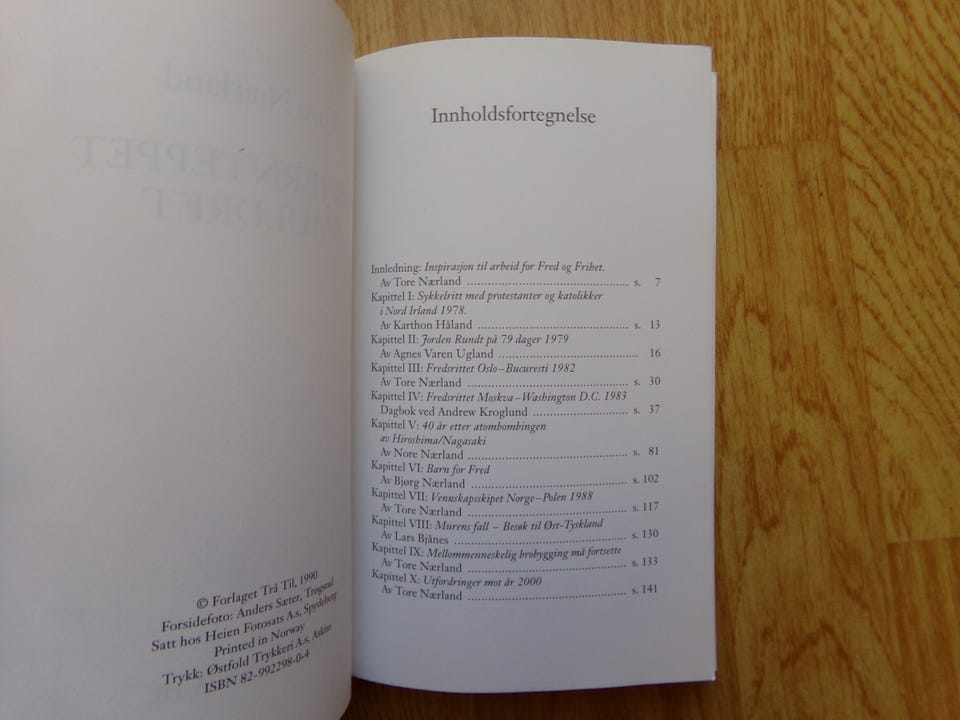 © Forlaget Trå Til, 1990
Forsidefoto: Anders Sæter, Trøgstad
Satt hos Heien Fotosats A.s, Spydeberg
Printed in Norway
Trykk: Østfold Trykkeri A.s, Askim
ISBN 82-992298-0-4
Innholdsfortegnelse
Innledning: Inspirasjon til arbeid for Fred og Frihet.
Av Tore Nærland ........................................ s. 7
Kapittel I: Sykkelritt med protestanter og katolikker
i Nord Irland 1978.
Av Karthon Håland ........................................ s. 13
Kapittel II: Jorden Rundt på 79 dager 1979
Av Agnes Varen Ugland ........................................ 16
Kapittel III: Fredsrittet Oslo–Bucuresti 1982
Av Tore Nærland ........................................ s. 30
Kapittel IV: Fredsrittet Moskva–Washington D.C. 1983
Dagbok ved Andrew Kroglund ............................ s. 37
Kapittel V: 40 år etter atombombingen
av Hiroshima/Nagasaki
Av Nore Nærland ........................................ s. 81
Kapittel VI: Barn for Fred
Av Bjørg Nærland ........................................ s. 102
Kapittel VII: Venuskapsskipet Norge–Polen 1988
Av Tore Nærland ........................................ s. 117
Kapittel VIII: Murens fall – Besøk til Øst-Tyskland
Av Lars Bjånes ........................................ s. 130
Kapittel IX: Mellommenneskelig brobygging må fortsette
Av Tore Nærland ........................................ s. 133
Kapittel X: Utfordringer mot år 2000
Av Tore Nærland ........................................ s. 141